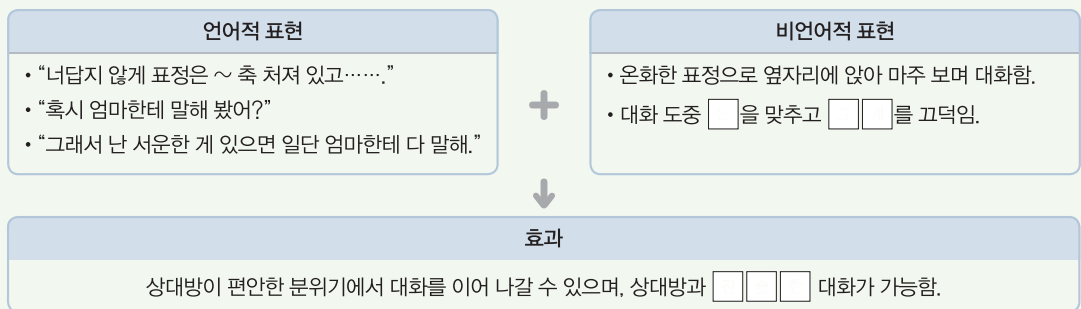 언어적 표현
• “너답지 않게 표정은 ~ 축 처져 있고…….”
• “혹시 엄마한테 말해 봤어?”
• “그래서 난 서운한 게 있으면 일단 엄마한테 다 말해.”
+
비언어적 표현
• 온화한 표정으로 옆자리에 앉아 마주 보며 대화함.
• 대화 도중 □을 맞추고 □□를 끄덕임.
효과
상대방이 편안한 분위기에서 대화를 이어 나갈 수 있으며, 상대방과 □□□ 대화가 가능함.